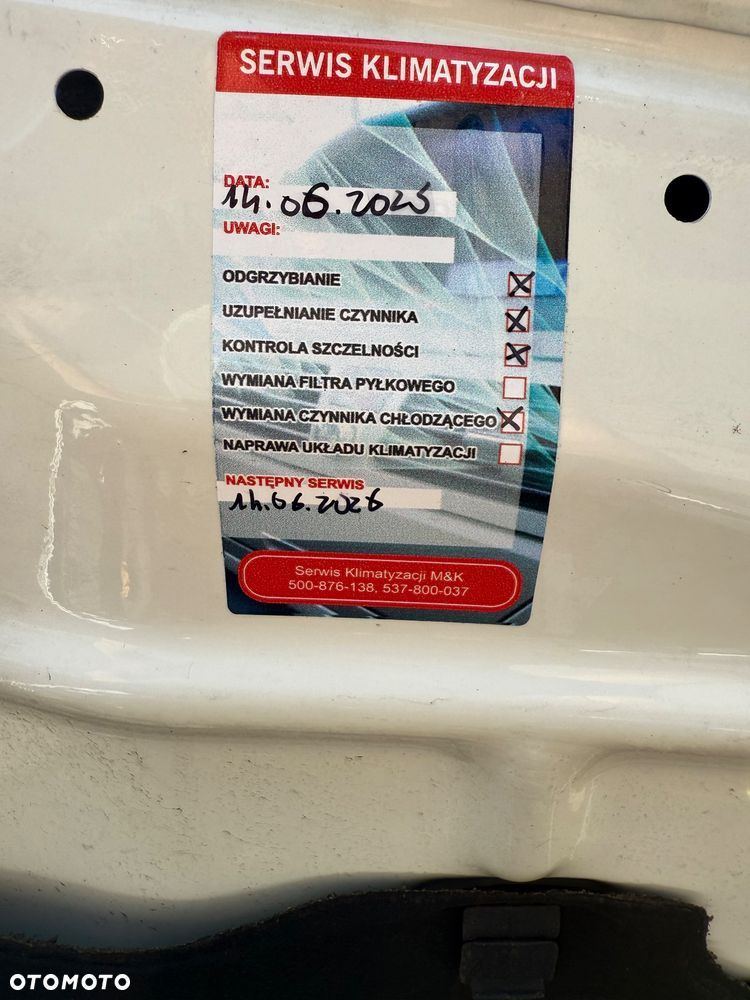 SERWIS KLIMATYZACJI
DATA:
14.06.2025
UWAGI:
ODGRZYBIANIE
UZUPEŁNIANIE CZYNNIKA
KONTROLA SZCZELNOŚCI
WYMIANA FILTRA PYŁKOWEGO
WYMIANA CZYNNIKA CHŁODZĄCEGO
NAPRAWA UKŁADU KLIMATYZACJI
NASTĘPNY SERWIS
14.06.2026
Serwis Klimatyzacji M&K
500-876-138, 537-800-037
OTOMOTO